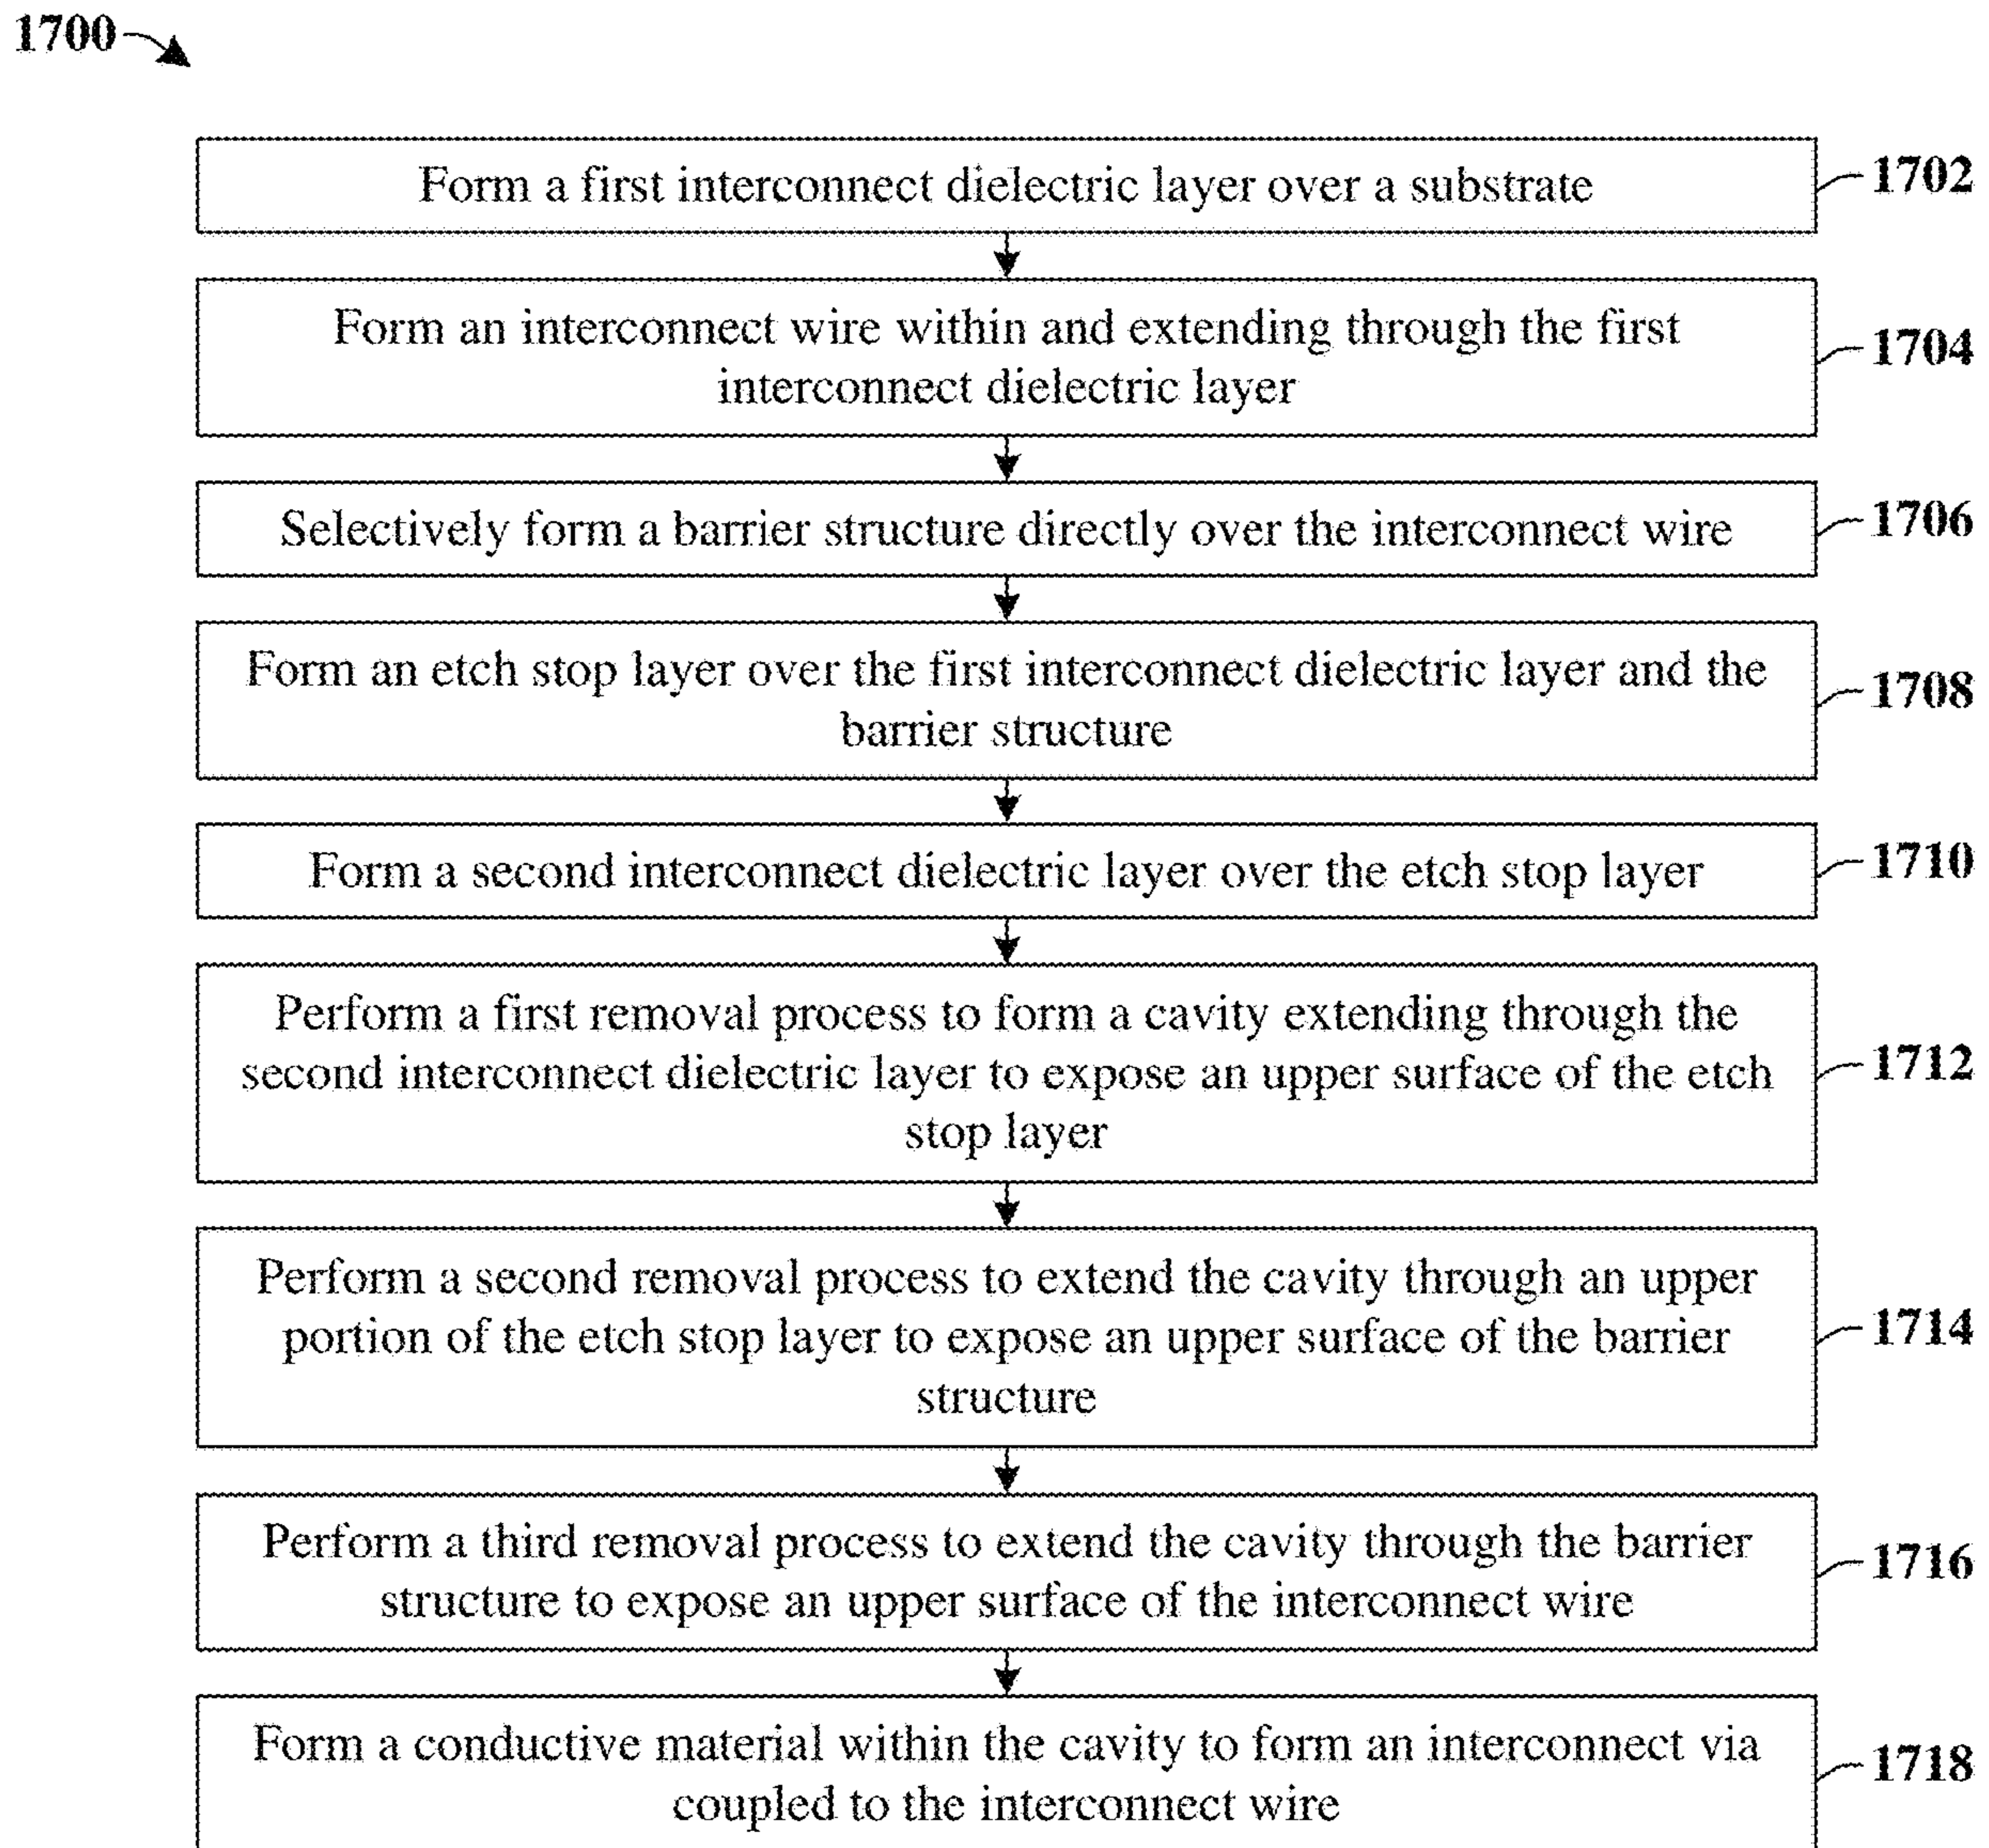 1700
Form a first interconnect dielectric layer over a substrate
1702
Form an interconnect wire within and extending through the first
interconnect dielectric layer
1704
Selectively form a barrier structure directly over the interconnect wire
1706
Form an etch stop layer over the first interconnect dielectric layer and the
barrier structure
1708
Form a second interconnect dielectric layer over the etch stop layer
1710
Perform a first removal process to form a cavity extending through the
second interconnect dielectric layer to expose an upper surface of the etch
stop layer
1712
Perform a second removal process to extend the cavity through an upper
portion of the etch stop layer to expose an upper surface of the barrier
structure
1714
Perform a third removal process to extend the cavity through the barrier
structure to expose an upper surface of the interconnect wire
1716
Form a conductive material within the cavity to form an interconnect via
coupled to the interconnect wire
1718